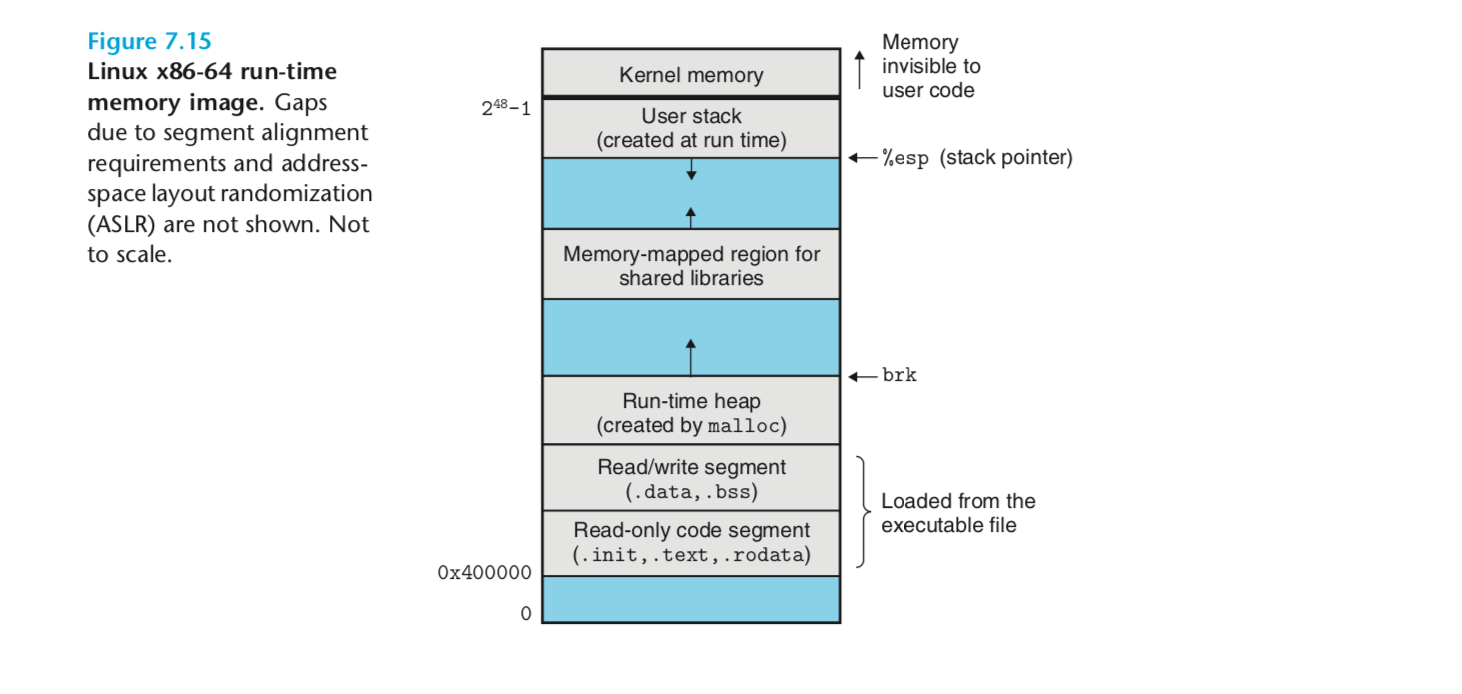 Figure 7.15
Linux x86-64 run-time
memory image. Gaps
due to segment alignment
requirements and address-
space layout randomization
(ASLR) are not shown. Not
to scale.
Kernel memory
Memory
invisible to
user code
2⁴⁸−1
User stack
(created at run time)
%esp (stack pointer)
Memory-mapped region for
shared libraries
brk
Run-time heap
(created by malloc)
Read/write segment
(.data,.bss)
Read-only code segment
(.init,.text,.rodata)
Loaded from the
executable file
0x400000
0